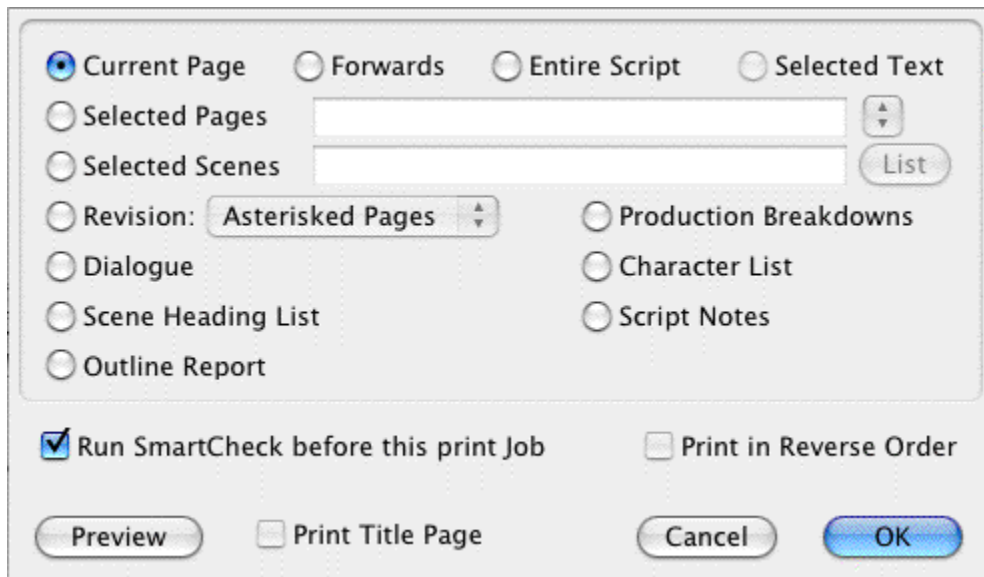 Current Page Forwards Entire Script Selected Text
Selected Pages
Selected Scenes List
Revision: Asterisked Pages Production Breakdowns
Dialogue Character List
Scene Heading List Script Notes
Outline Report
Run SmartCheck before this print Job Print in Reverse Order
Preview Print Title Page Cancel OK